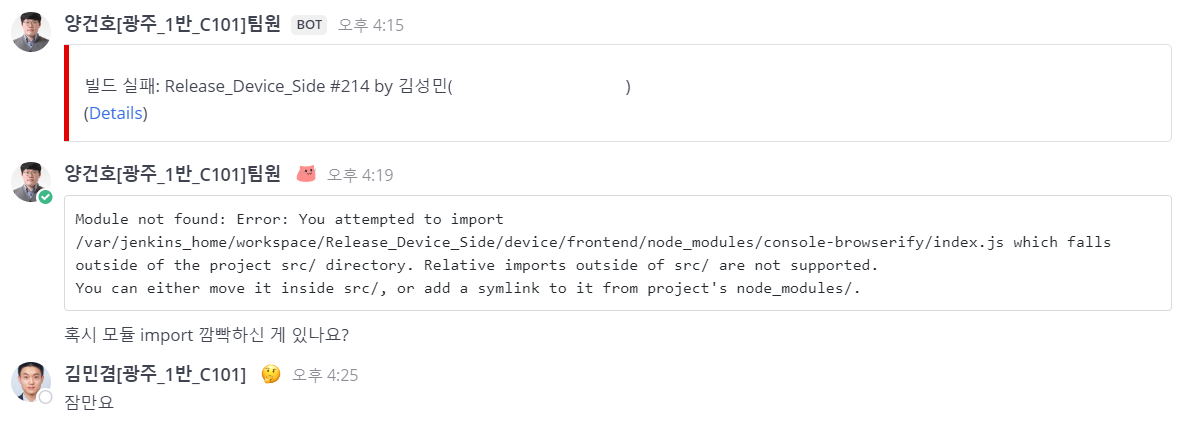 양건호[광주_1반_C101]팀원 BOT 오후 4:15
빌드 실패: Release_Device_Side #214 by 김성민( )
(Details)
양건호[광주_1반_C101]팀원 오후 4:19
Module not found: Error: You attempted to import
/var/jenkins_home/workspace/Release_Device_Side/device/frontend/node_modules/console-browserify/index.js which falls
outside of the project src/ directory. Relative imports outside of src/ are not supported.
You can either move it inside src/, or add a symlink to it from project's node_modules/.
혹시 모듈 import 깜빡하신 게 있나요?
김민겸[광주_1반_C101] 오후 4:25
잠만요